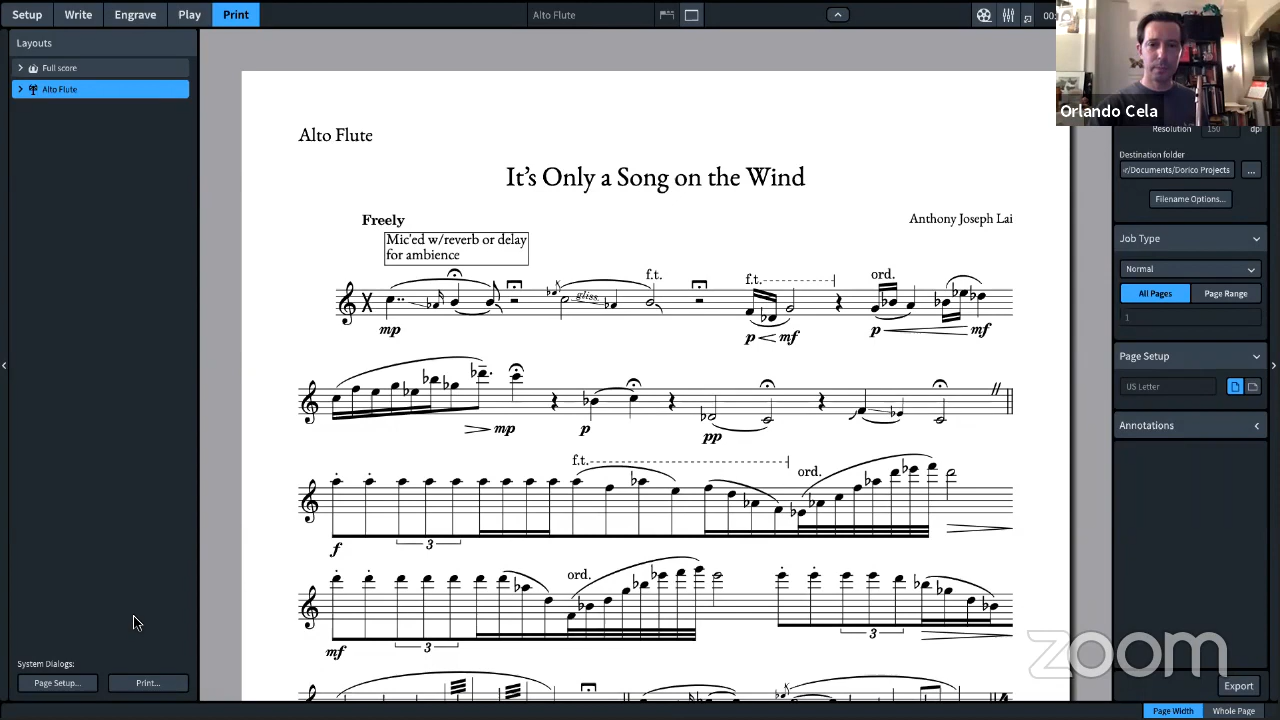 Setup Write Engrave Play Print
Alto Flute
00:
Layouts
Full score
Alto Flute
Orlando Cela
Resolution 150 dpi
Destination folder
/Documents/Dorico Projects ...
Filename Options...
Job Type
Normal
All Pages Page Range
1
Page Setup
US Letter
Annotations
Alto Flute
It's Only a Song on the Wind
Freely
Anthony Joseph Lai
Mic'ed w/reverb or delay
for ambience
f.t. f.t. ord.
gliss.
mp p mf p mf
mp p pp
f.t. ord.
f 3
ord.
mf 3 3
System Dialogs:
Page Setup... Print...
zoom
Export
Page Width Whole Page